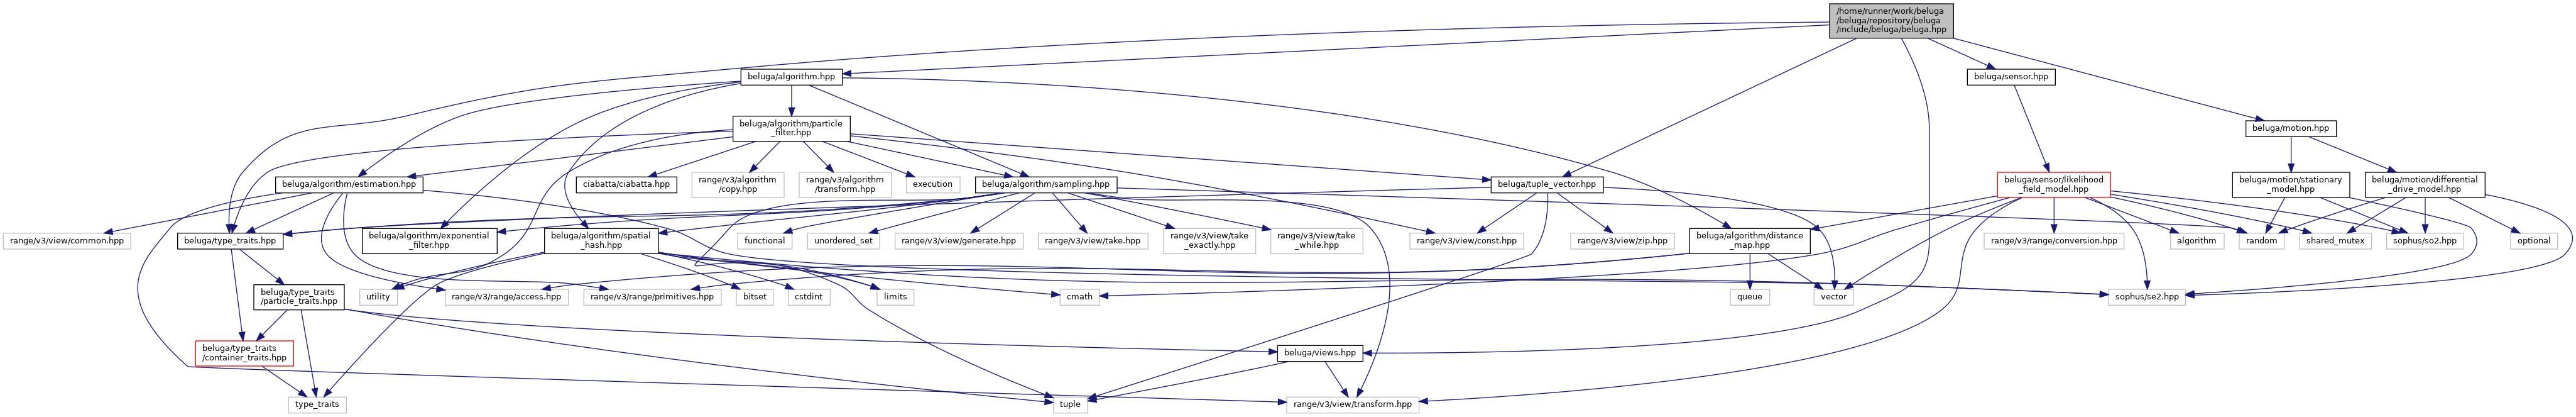 /home/runner/work/beluga
/beluga/repository/beluga
/include/beluga/beluga.hpp
beluga/algorithm.hpp
beluga/sensor.hpp
beluga/algorithm/particle
_filter.hpp
beluga/motion.hpp
beluga/algorithm/estimation.hpp
ciabatta/ciabatta.hpp
range/v3/algorithm
/copy.hpp
range/v3/algorithm
/transform.hpp
execution
beluga/algorithm/sampling.hpp
beluga/tuple_vector.hpp
beluga/sensor/likelihood
_field_model.hpp
beluga/motion/stationary
_model.hpp
beluga/motion/differential
_drive_model.hpp
range/v3/view/common.hpp
beluga/type_traits.hpp
beluga/algorithm/exponential
_filter.hpp
beluga/algorithm/spatial
_hash.hpp
functional
unordered_set
range/v3/view/generate.hpp
range/v3/view/take.hpp
range/v3/view/take
_exactly.hpp
range/v3/view/take
_while.hpp
range/v3/view/const.hpp
range/v3/view/zip.hpp
beluga/algorithm/distance
_map.hpp
range/v3/range/conversion.hpp
algorithm
random
shared_mutex
sophus/so2.hpp
optional
beluga/type_traits
/particle_traits.hpp
utility
range/v3/range/access.hpp
range/v3/range/primitives.hpp
bitset
cstdint
limits
cmath
queue
vector
sophus/se2.hpp
beluga/type_traits
/container_traits.hpp
beluga/views.hpp
type_traits
tuple
range/v3/view/transform.hpp